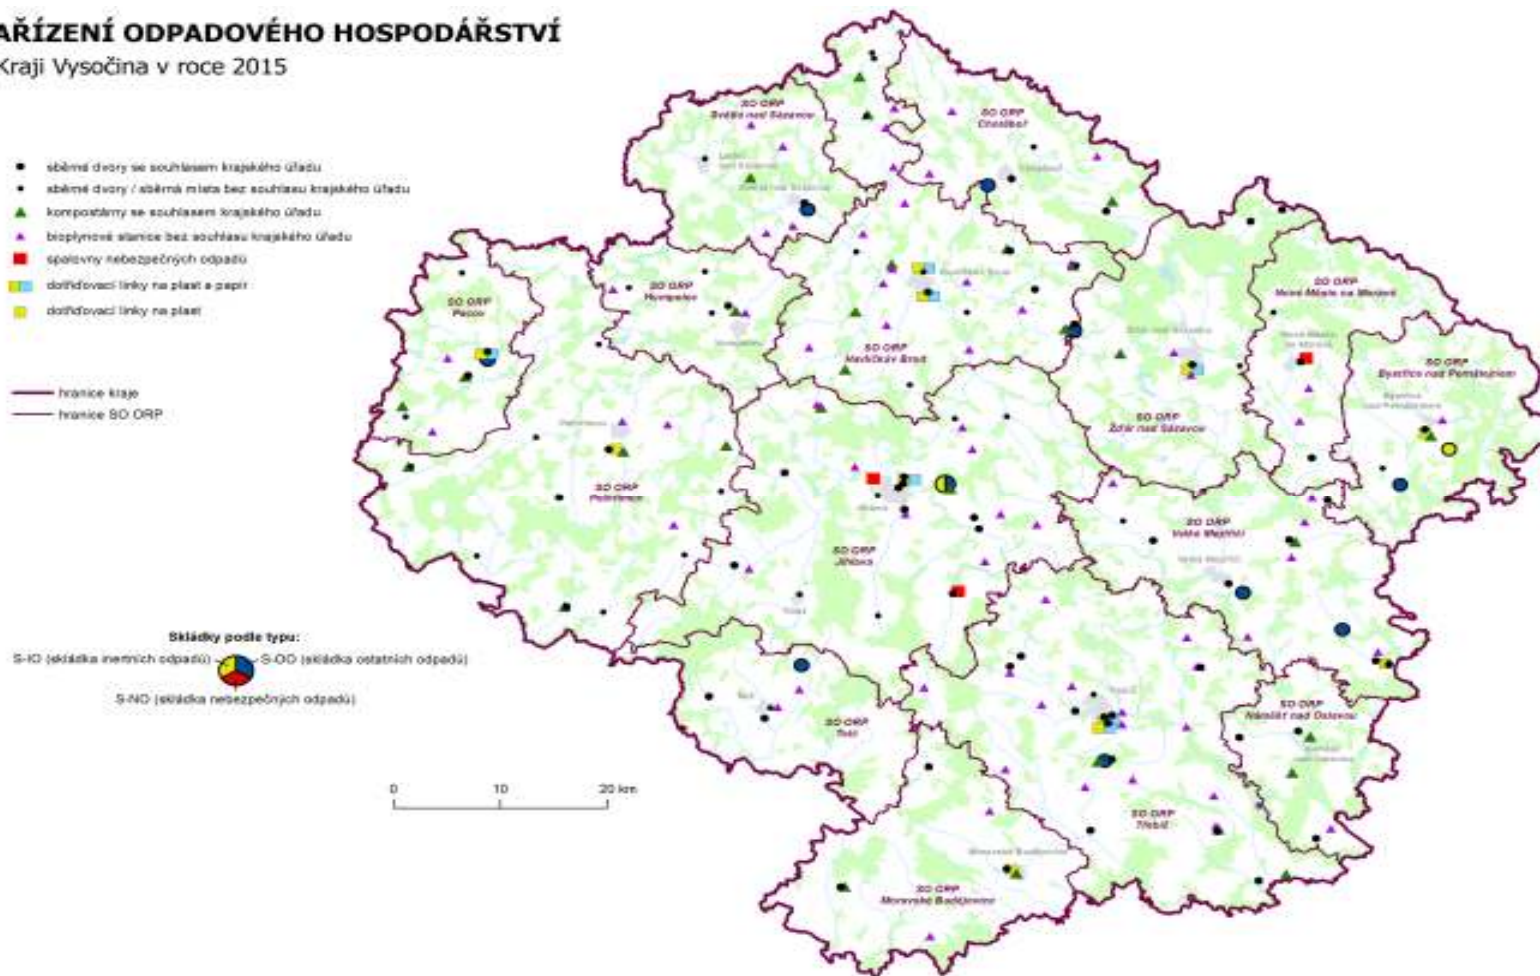 AŘÍZENÍ ODPADOVÉHO HOSPODÁŘSTVÍ
Kraji Vysočina v roce 2015
sběrné dvory se souhlasem krajského úřadu
sběrné dvory / sběrná místa bez souhlasu krajského úřadu
kompostárny se souhlasem krajského úřadu
bioplynové stanice bez souhlasu krajského úřadu
spalovny nebezpečných odpadů
dotřiďovací linky na plast a papír
dotřiďovací linky na plast
hranice kraje
hranice SO ORP
SO ORP
Světlá nad Sázavou
SO ORP
Chotěboř
SO ORP
Pacov
SO ORP
Humpolec
SO ORP
Havlíčkův Brod
SO ORP
Nové Město na Moravě
SO ORP
Bystřice nad Pernštejnem
SO ORP
Žďár nad Sázavou
SO ORP
Pelhřimov
SO ORP
Jihlava
SO ORP
Velké Meziříčí
Skládky podle typu:
S-IO (skládka inertních odpadů)
S-OO (skládka ostatních odpadů)
S-NO (skládka nebezpečných odpadů)
SO ORP
Telč
SO ORP
Náměšť nad Oslavou
0 10 20 km
SO ORP
Třebíč
SO ORP
Moravské Budějovice